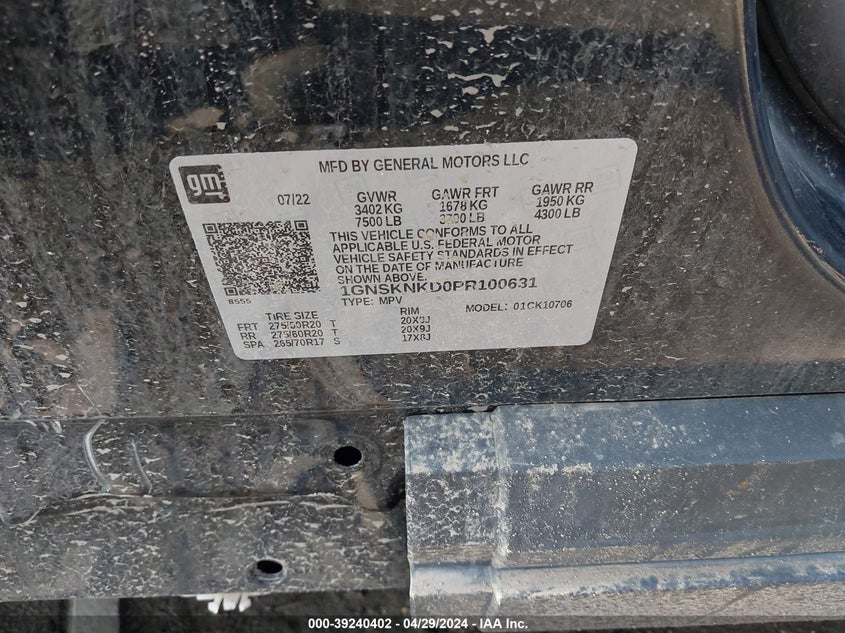 gm
MFD BY GENERAL MOTORS LLC
07/22
GVWR GAWR FRT GAWR RR
3402 KG 1678 KG 1950 KG
7500 LB 3700 LB 4300 LB
THIS VEHICLE CONFORMS TO ALL
APPLICABLE U.S. FEDERAL MOTOR
VEHICLE SAFETY STANDARDS IN EFFECT
ON THE DATE OF MANUFACTURE
SHOWN ABOVE.
8555
1GNSKNKD0PR100631
TYPE: MPV MODEL: 01CK10706
TIRE SIZE RIM
FRT 275/60R20 T 20X9J
RR 275/60R20 T 20X9J
SPA 265/70R17 S 17X8J
000-39240402 - 04/29/2024 - IAA Inc.